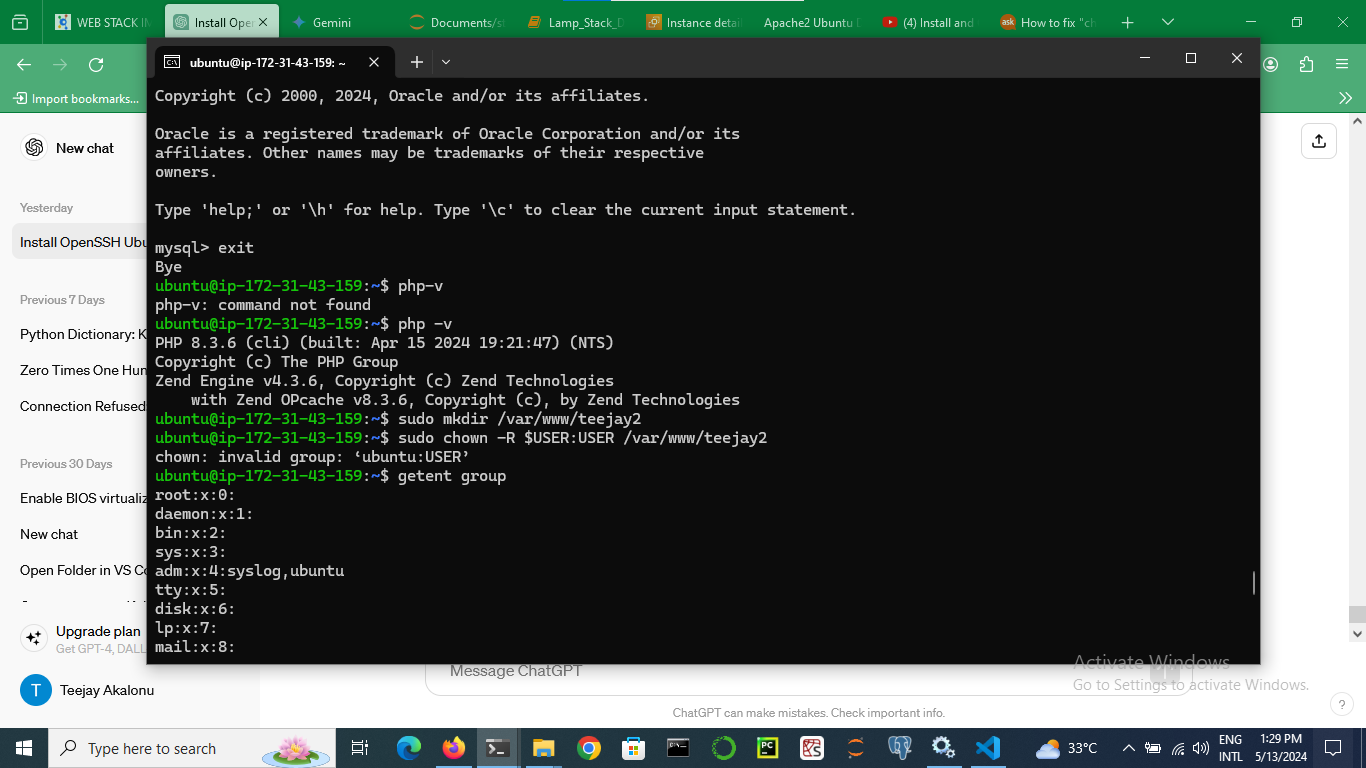 WEB STACK IM
Install Oper
Gemini
Documents/s
Lamp_Stack_D
Instance detai
Apache2 Ubuntu D
(4) Install and
ask
How to fix "ch
Import bookmarks...
ubuntu@ip-172-31-43-159: ~
Copyright (c) 2000, 2024, Oracle and/or its affiliates.
Oracle is a registered trademark of Oracle Corporation and/or its
affiliates. Other names may be trademarks of their respective
owners.
Type 'help;' or '\h' for help. Type '\c' to clear the current input statement.
mysql> exit
Bye
ubuntu@ip-172-31-43-159:~$ php-v
php-v: command not found
ubuntu@ip-172-31-43-159:~$ php -v
PHP 8.3.6 (cli) (built: Apr 15 2024 19:21:47) (NTS)
Copyright (c) The PHP Group
Zend Engine v4.3.6, Copyright (c) Zend Technologies
    with Zend OPcache v8.3.6, Copyright (c), by Zend Technologies
ubuntu@ip-172-31-43-159:~$ sudo mkdir /var/www/teejay2
ubuntu@ip-172-31-43-159:~$ sudo chown -R $USER:USER /var/www/teejay2
chown: invalid group: ‘ubuntu:USER’
ubuntu@ip-172-31-43-159:~$ getent group
root:x:0:
daemon:x:1:
bin:x:2:
sys:x:3:
adm:x:4:syslog,ubuntu
tty:x:5:
disk:x:6:
lp:x:7:
mail:x:8:
New chat
Yesterday
Install OpenSSH Ubu
Previous 7 Days
Python Dictionary: K
Zero Times One Hun
Connection Refused
Previous 30 Days
Enable BIOS virtualiz
New chat
Open Folder in VS Co
Upgrade plan
Get GPT-4, DALL
T
Teejay Akalonu
Message ChatGPT
ChatGPT can make mistakes. Check important info.
Activate Windows
Go to Settings to activate Windows.
?
Type here to search
PC
33°C
ENG
INTL
1:29 PM
5/13/2024